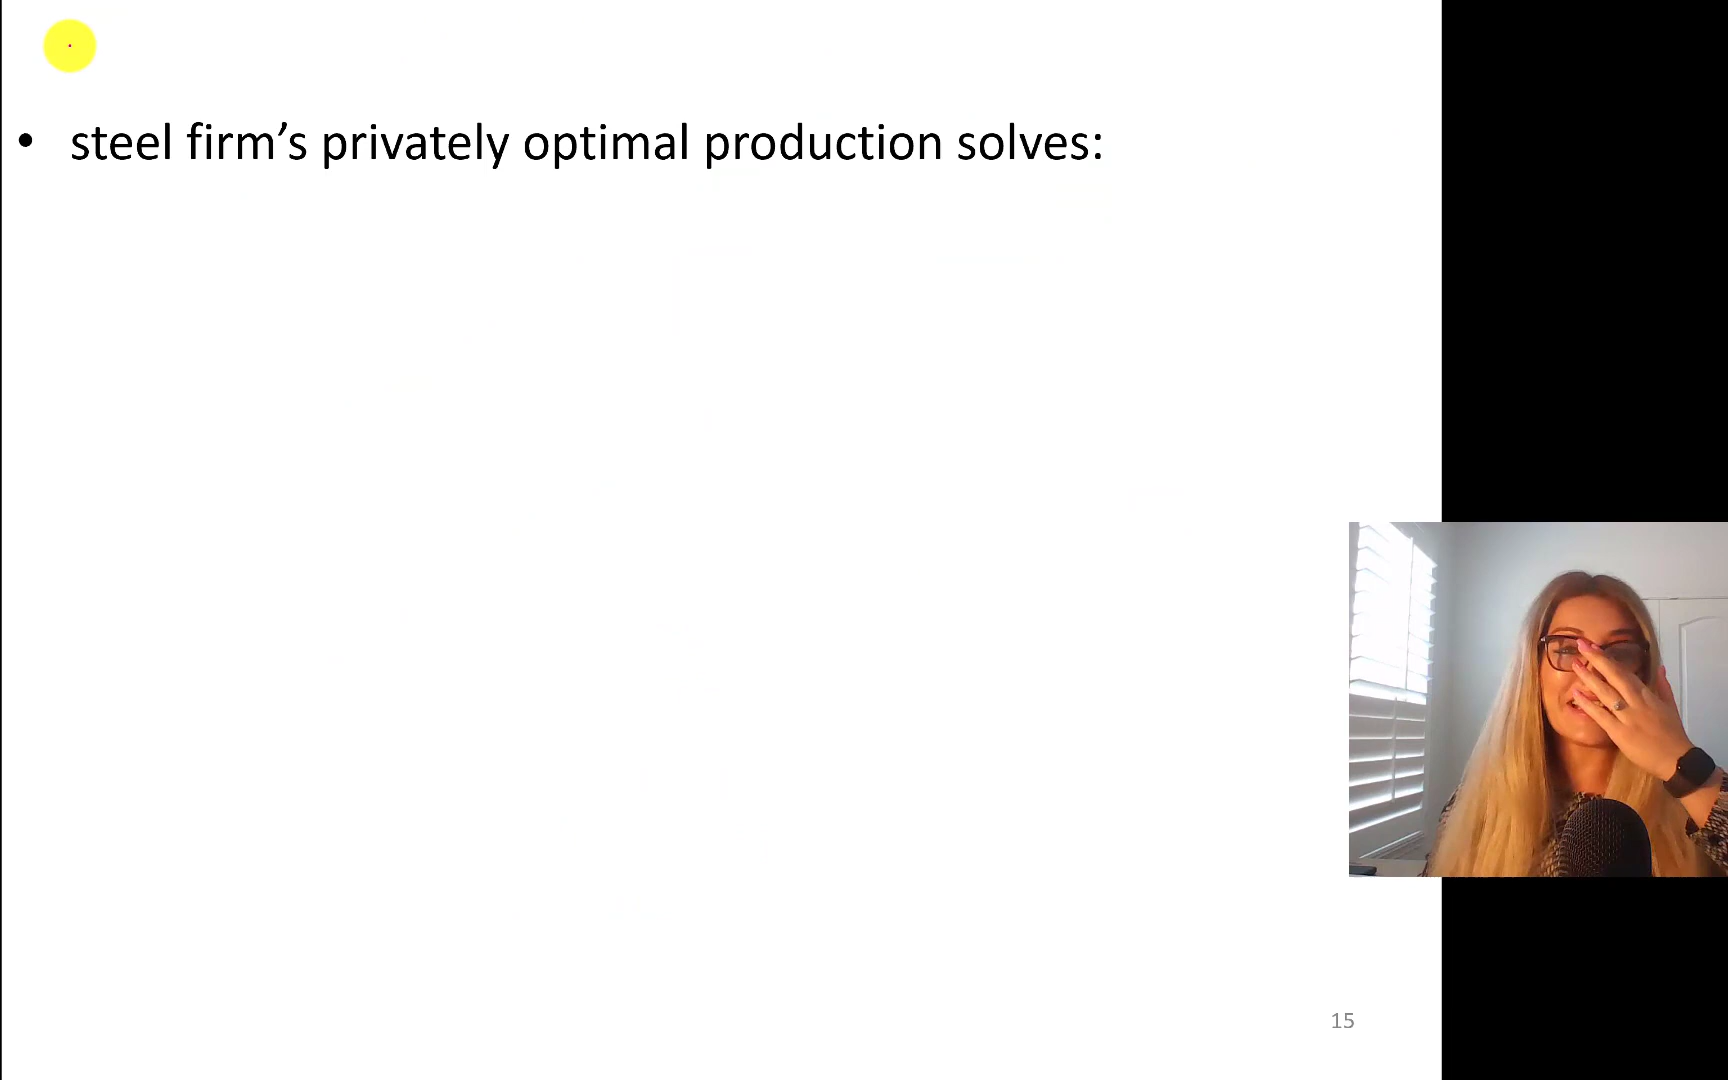 • steel firm’s privately optimal production solves:
15